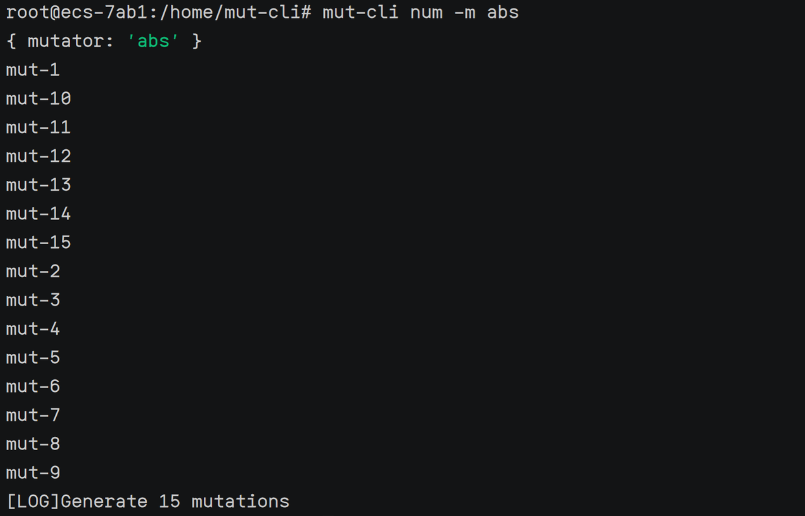 root@ecs-7ab1:/home/mut-cli# mut-cli num -m abs
{ mutator: 'abs' }
mut-1
mut-10
mut-11
mut-12
mut-13
mut-14
mut-15
mut-2
mut-3
mut-4
mut-5
mut-6
mut-7
mut-8
mut-9
[LOG]Generate 15 mutations